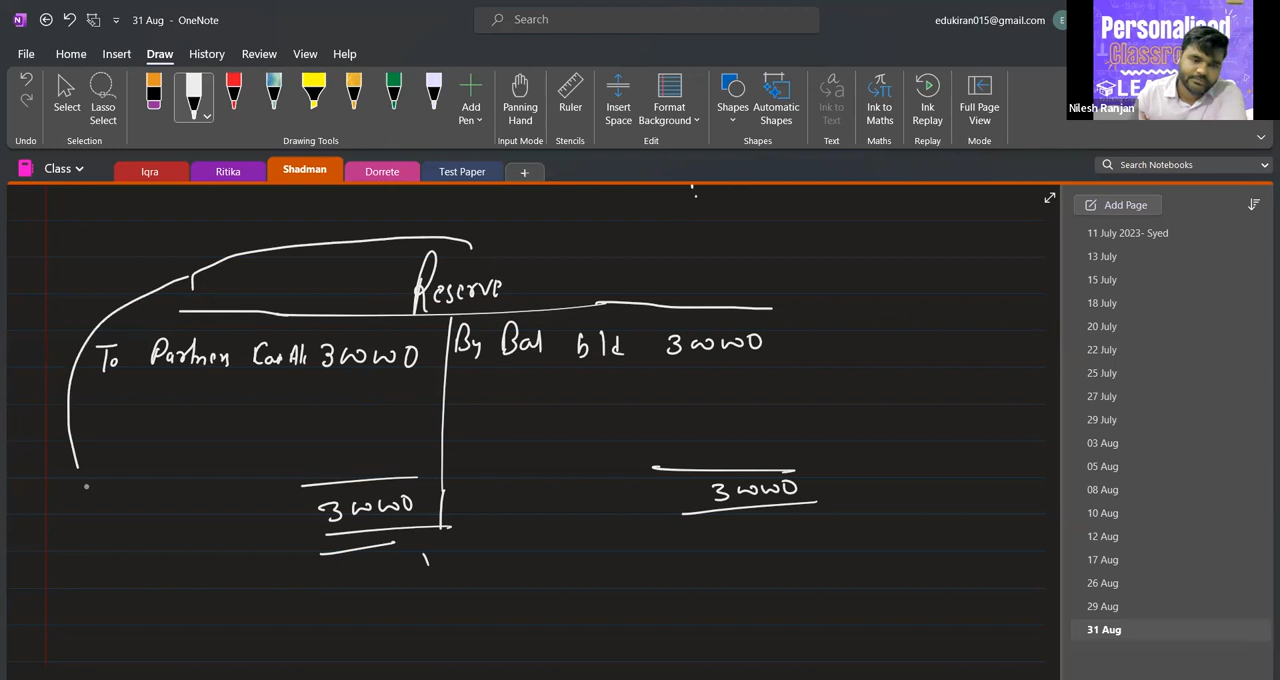 31 Aug - OneNote
Search
edukiran015@gmail.com
E
Personalised
Classroom
LEA
Nilesh Ranjan
File Home Insert Draw History Review View Help
Undo
Select
Lasso Select
Selection
Drawing Tools
Add Pen
Panning Hand
Input Mode
Ruler
Stencils
Insert Space
Format Background
Edit
Shapes
Automatic Shapes
Shapes
Ink to Text
Text
Ink to Maths
Maths
Ink Replay
Replay
Full Page View
Mode
Class
Iqra
Ritika
Shadman
Dorrete
Test Paper
Search Notebooks
Add Page
11 July 2023- Syed
13 July
15 July
18 July
20 July
22 July
25 July
27 July
29 July
03 Aug
05 Aug
08 Aug
10 Aug
12 Aug
17 Aug
26 Aug
29 Aug
31 Aug
Reserve
To Partners Cap A/c 30000
By Bal b/d 30000
30000
30000